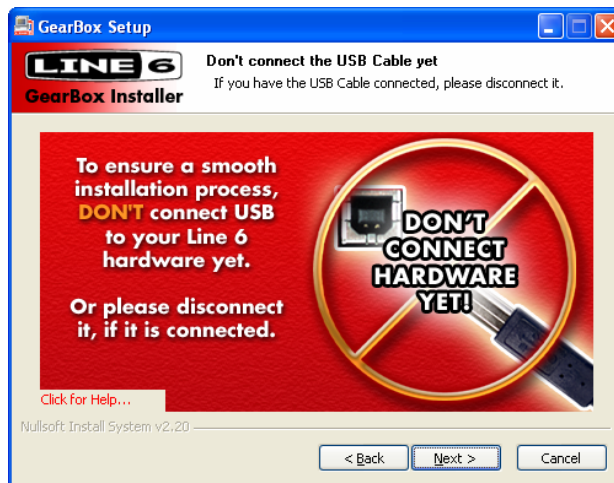 GearBox Setup
LINE 6
GearBox Installer
Don't connect the USB Cable yet
If you have the USB Cable connected, please disconnect it.
To ensure a smooth
installation process,
DON'T connect USB
to your Line 6
hardware yet.
Or please disconnect
it, if it is connected.
DON'T
CONNECT
HARDWARE
YET!
Click for Help...
Nullsoft Install System v2.20
< Back
Next >
Cancel